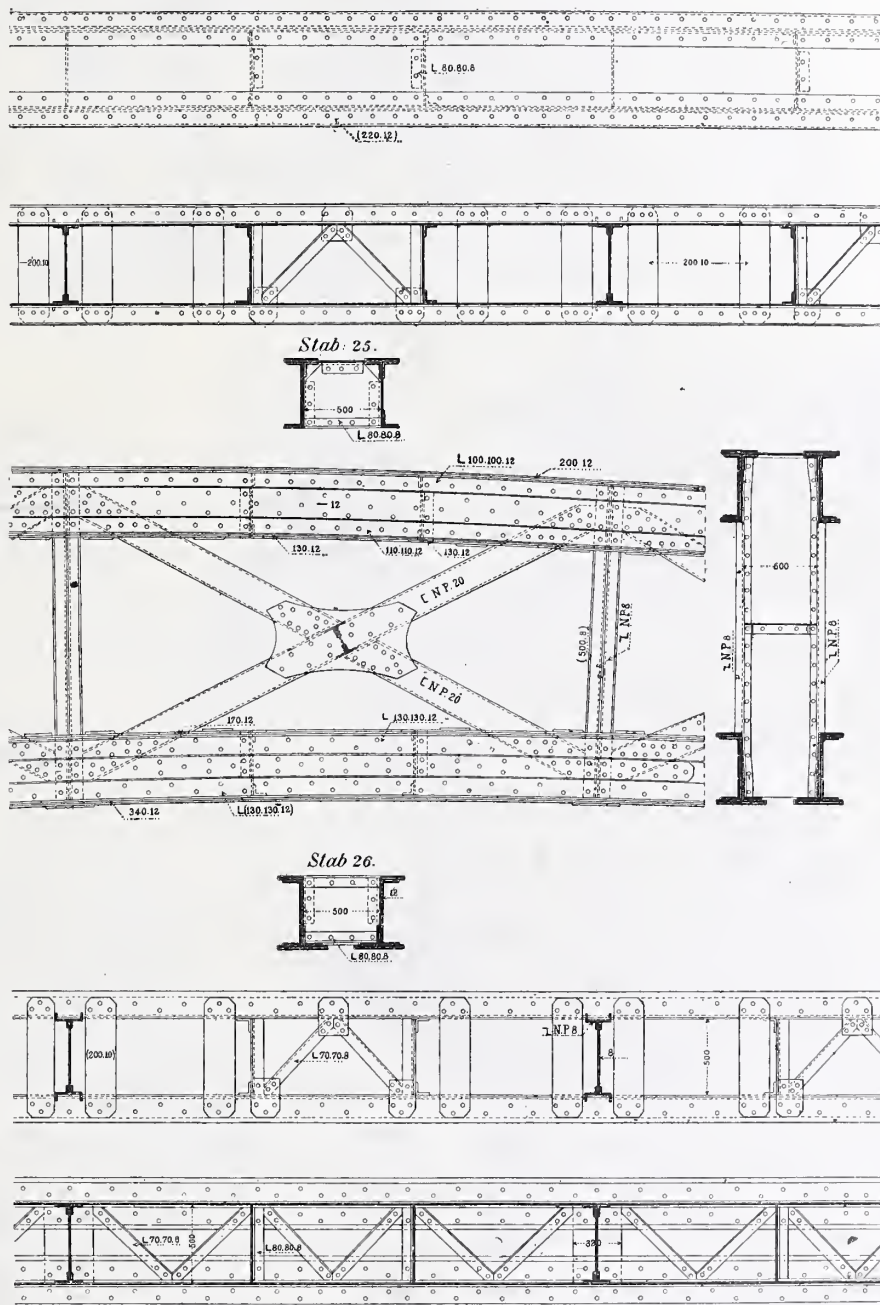 L 80.80.8
(220.12)
200.10
200 10
Stab 25.
500
L 80.80.8
L 100.100.12
200 12
12
130.12
110.110.12
130.12
[ N.P. 20
(500.8)
N.P.8
[ N.P. 20
170.12
L 130.130.12
340.12
L(130.130.12)
600
N.P.8
N.P.8
Stab 26.
12
500
L 80.80.8
(200.10)
L 70.70.8
N.P.8
8
500
L 70.70.8
500
L 80.80.8
320